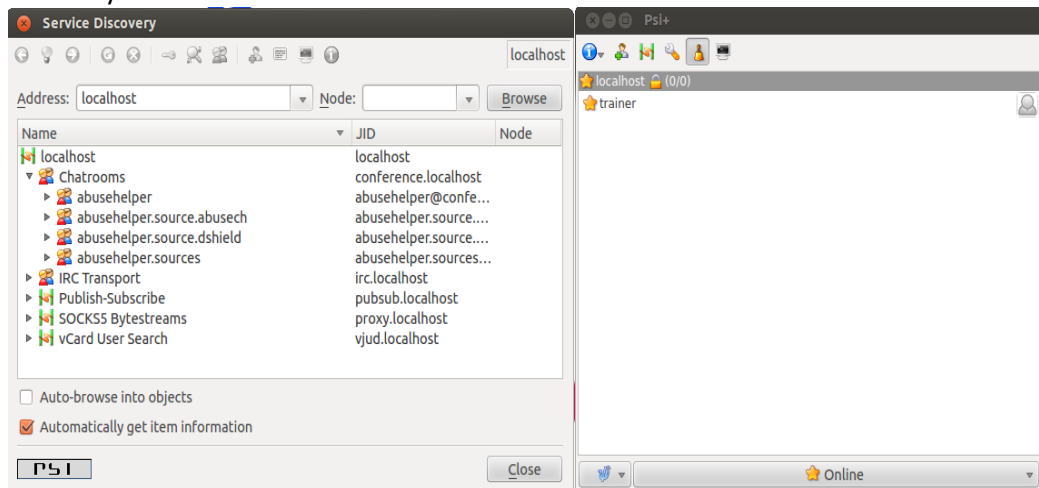 Service Discovery
localhost
Address: localhost Node: Browse
Name JID Node
localhost localhost
Chatrooms conference.localhost
abusehelper abusehelper@confe...
abusehelper.source.abusech abusehelper.source....
abusehelper.source.dshield abusehelper.source....
abusehelper.sources abusehelper.sources...
IRC Transport irc.localhost
Publish-Subscribe pubsub.localhost
SOCKS5 Bytestreams proxy.localhost
vCard User Search vjud.localhost
Auto-browse into objects
Automatically get item information
PSI Close
Psi+
localhost (0/0)
trainer
Online